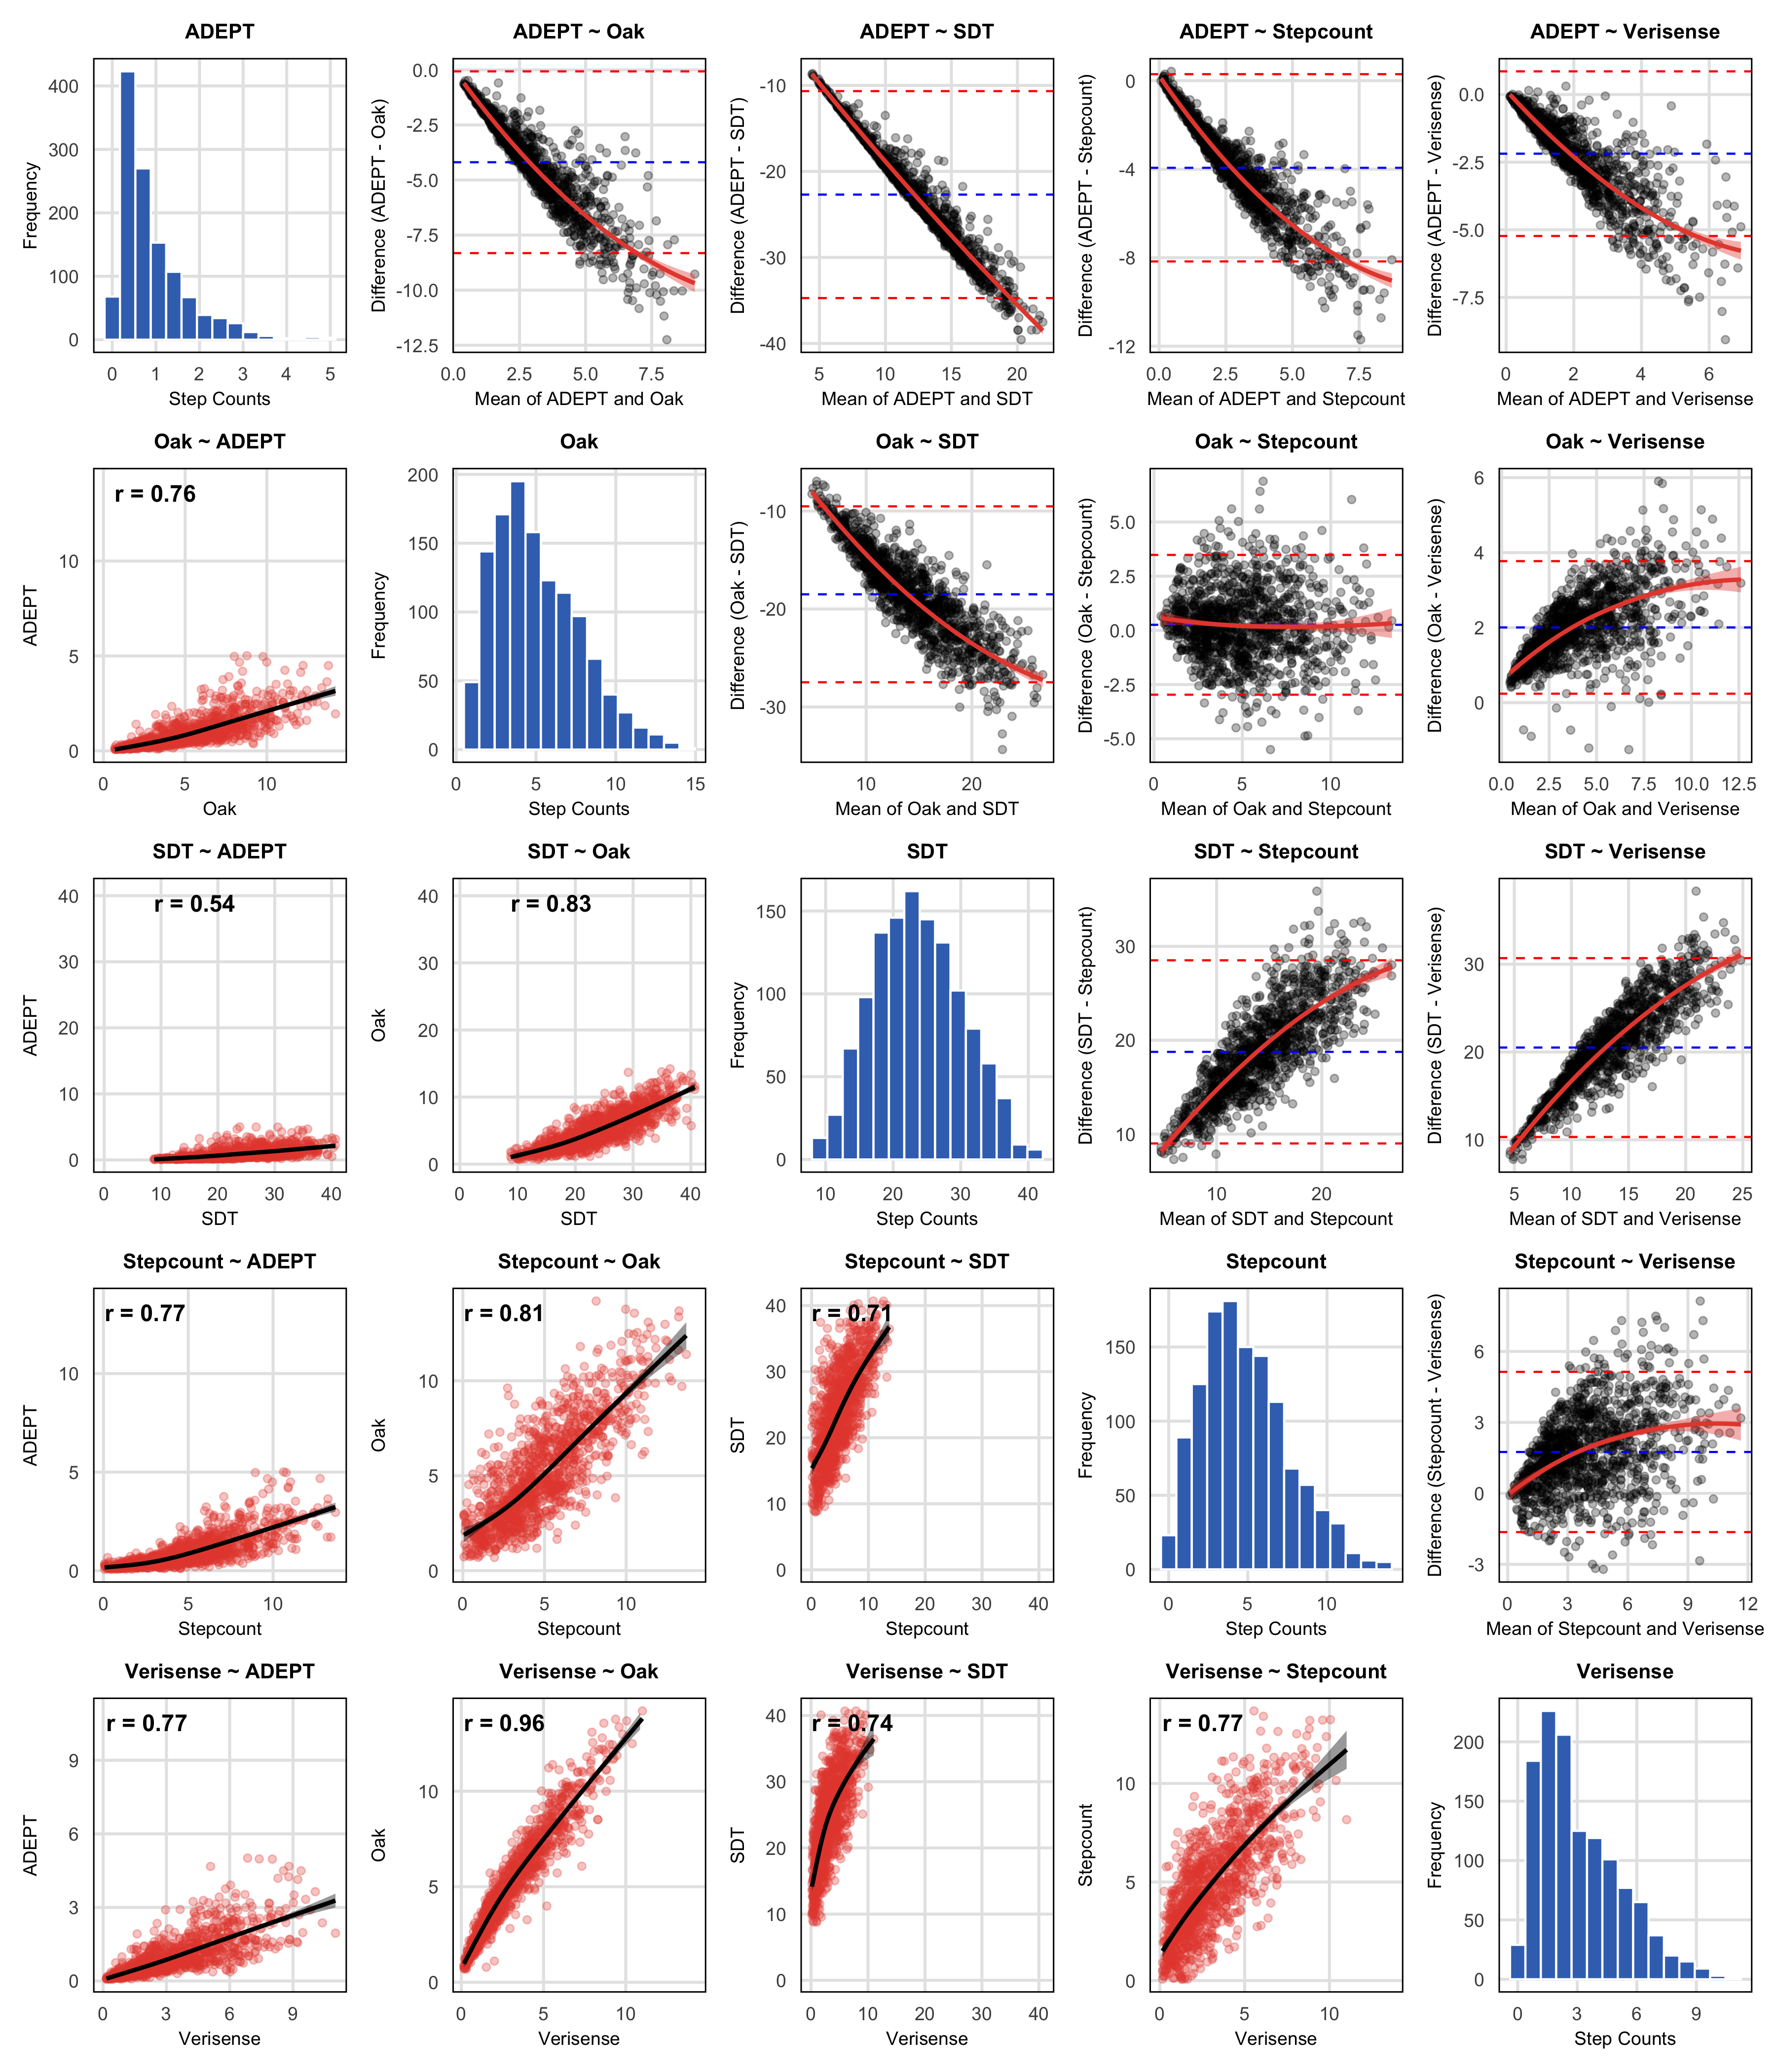 ADEPT
ADEPT ~ Oak
ADEPT ~ SDT
ADEPT ~ Stepcount
ADEPT ~ Verisense
Frequency
400
300
200
100
0
0 1 2 3 4 5
Step Counts
Difference (ADEPT - Oak)
0.0
-2.5
-5.0
-7.5
-10.0
-12.5
0.0 2.5 5.0 7.5
Mean of ADEPT and Oak
Difference (ADEPT - SDT)
-10
-20
-30
-40
5 10 15 20
Mean of ADEPT and SDT
Difference (ADEPT - Stepcount)
0
-4
-8
-12
0.0 2.5 5.0 7.5
Mean of ADEPT and Stepcount
Difference (ADEPT - Verisense)
0.0
-2.5
-5.0
-7.5
2 4 6
Mean of ADEPT and Verisense
Oak ~ ADEPT
Oak
Oak ~ SDT
Oak ~ Stepcount
Oak ~ Verisense
r = 0.76
ADEPT
10
5
0
0 5 10
Oak
Frequency
200
150
100
50
0
0 5 10 15
Step Counts
Difference (Oak - SDT)
-10
-20
-30
10 20
Mean of Oak and SDT
Difference (Oak - Stepcount)
5.0
2.5
0.0
-2.5
-5.0
0 5 10
Mean of Oak and Stepcount
Difference (Oak - Verisense)
6
4
2
0
0.0 2.5 5.0 7.5 10.0 12.5
Mean of Oak and Verisense
SDT ~ ADEPT
SDT ~ Oak
SDT
SDT ~ Stepcount
SDT ~ Verisense
r = 0.54
ADEPT
40
30
20
10
0
0 10 20 30 40
SDT
r = 0.83
Oak
40
30
20
10
0
0 10 20 30 40
SDT
Frequency
150
100
50
0
10 20 30 40
Step Counts
Difference (SDT - Stepcount)
30
20
10
10 20
Mean of SDT and Stepcount
Difference (SDT - Verisense)
30
20
10
5 10 15 20 25
Mean of SDT and Verisense
Stepcount ~ ADEPT
Stepcount ~ Oak
Stepcount ~ SDT
Stepcount
Stepcount ~ Verisense
r = 0.77
ADEPT
10
5
0
0 5 10
Stepcount
r = 0.81
Oak
10
5
0
0 5 10
Stepcount
r = 0.71
SDT
40
30
20
10
0
0 10 20 30 40
Stepcount
Frequency
150
100
50
0
0 5 10
Step Counts
Difference (Stepcount - Verisense)
6
3
0
-3
0 3 6 9 12
Mean of Stepcount and Verisense
Verisense ~ ADEPT
Verisense ~ Oak
Verisense ~ SDT
Verisense ~ Stepcount
Verisense
r = 0.77
ADEPT
9
6
3
0
0 3 6 9
Verisense
r = 0.96
Oak
10
5
0
0 5 10
Verisense
r = 0.74
SDT
40
30
20
10
0
0 10 20 30 40
Verisense
r = 0.77
Stepcount
10
5
0
0 5 10
Verisense
Frequency
200
150
100
50
0
0 3 6 9
Step Counts